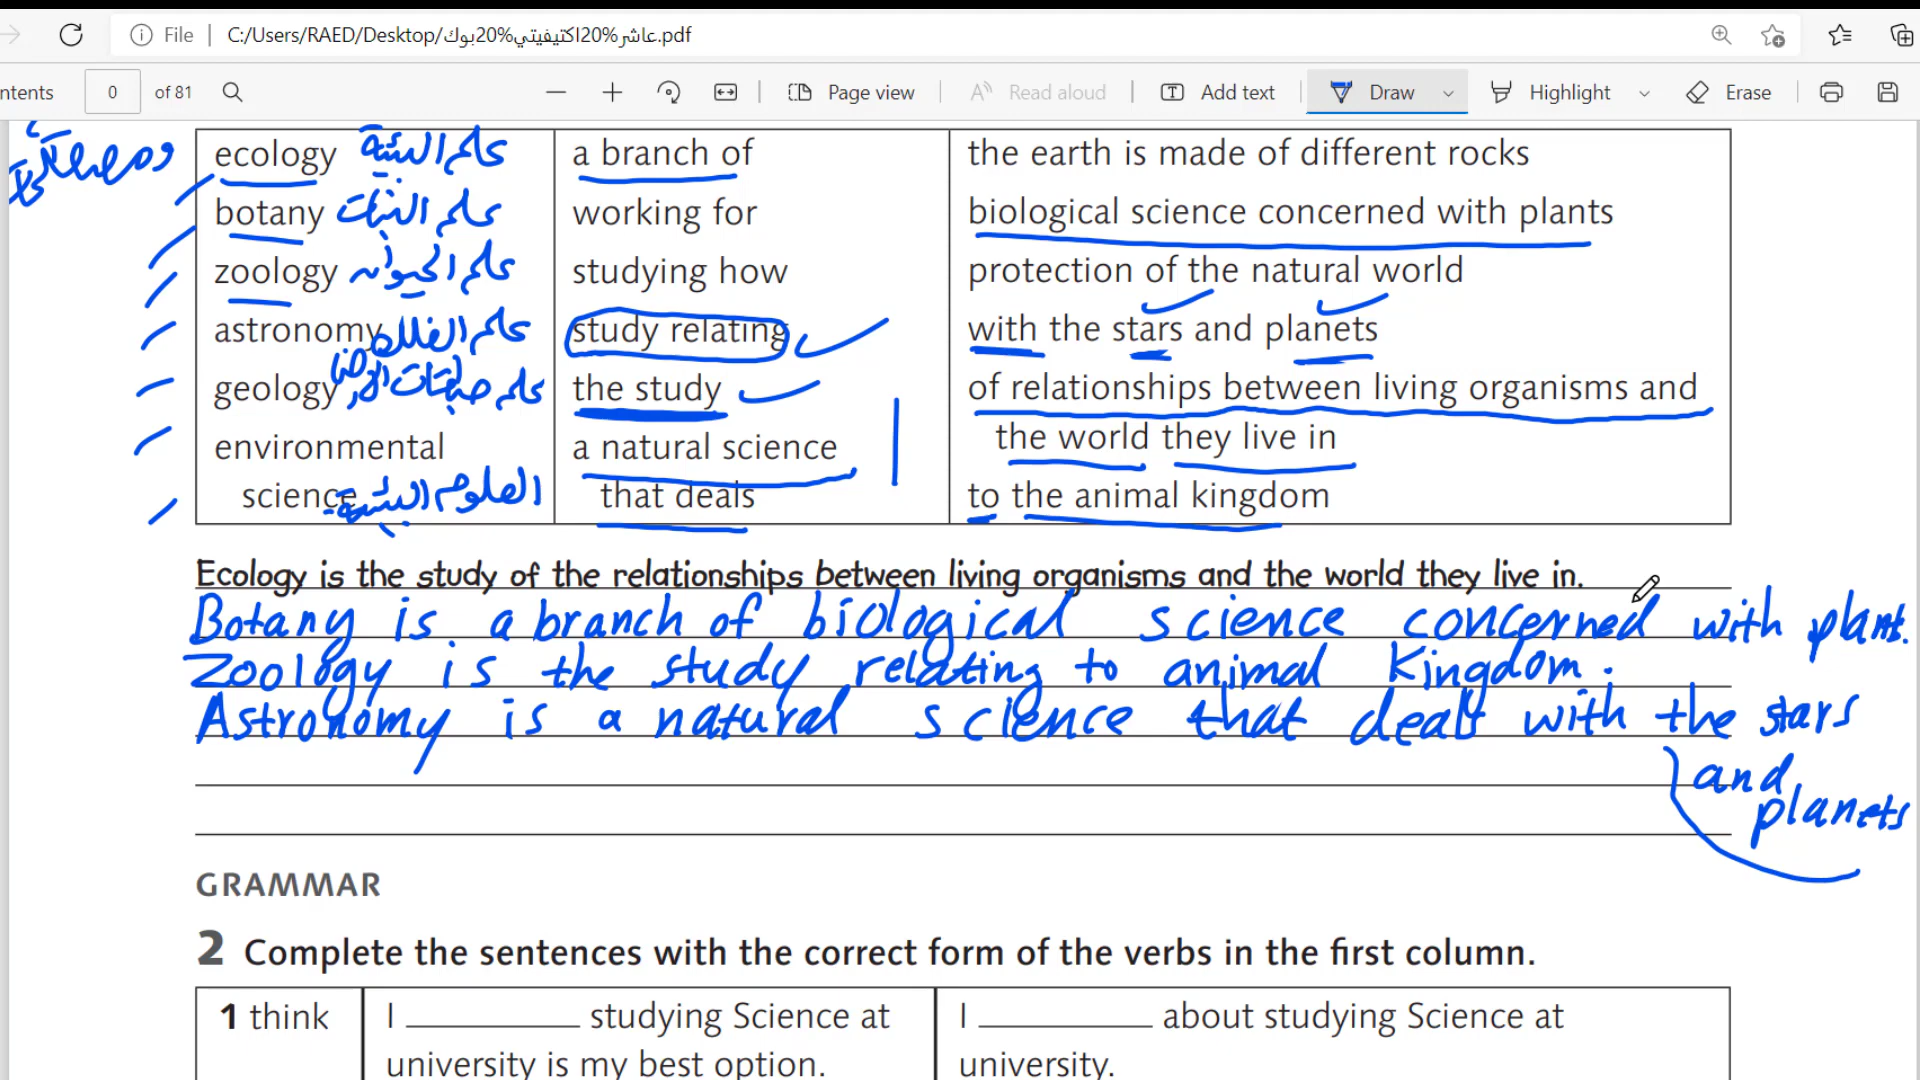 File | C:/Users/RAED/Desktop/عاشر%20اكتيفيتي%20بوك.pdf
ntents 0 of 81 Page view Read aloud Add text Draw Highlight Erase
ecology علم البيئة a branch of the earth is made of different rocks
botany علم النبات working for biological science concerned with plants
zoology علم الحيوان studying how protection of the natural world
astronomy علم الفلك study relating with the stars and planets
geology علم طبقات الارض the study of relationships between living organisms and
environmental a natural science the world they live in
science العلوم البيئية that deals to the animal kingdom
Ecology is the study of the relationships between living organisms and the world they live in.
Botany is a branch of biological science concerned with plant.
Zoology is the study relating to animal Kingdom.
Astronomy is a natural science that deals with the stars
and
planets
GRAMMAR
2 Complete the sentences with the correct form of the verbs in the first column.
1 think I __________ studying Science at I __________ about studying Science at
university is my best option. university.